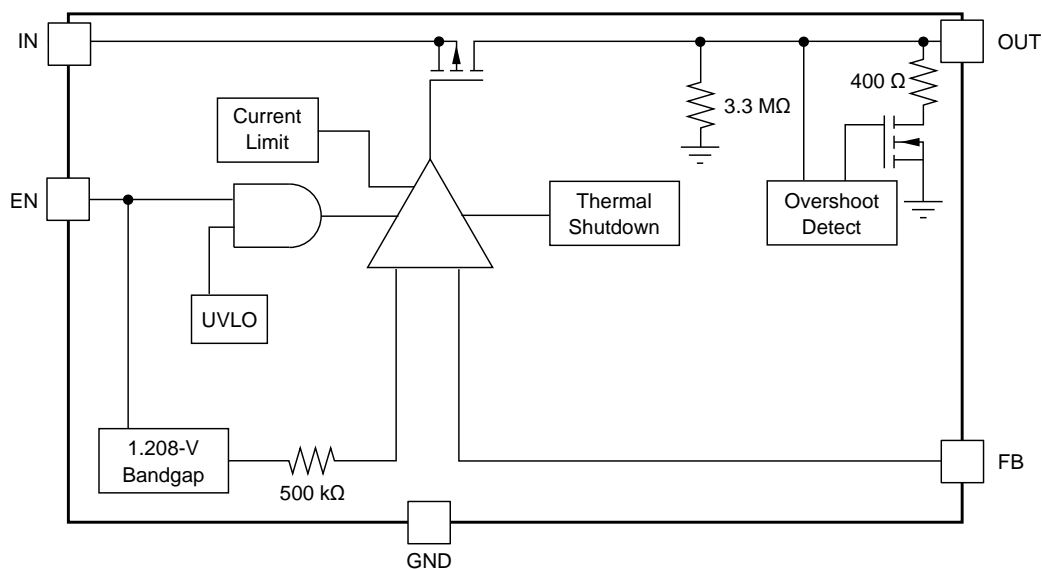 IN
OUT
400 Ω
3.3 MΩ
Current
Limit
EN
Thermal
Shutdown
Overshoot
Detect
UVLO
1.208-V
Bandgap
500 kΩ
FB
GND